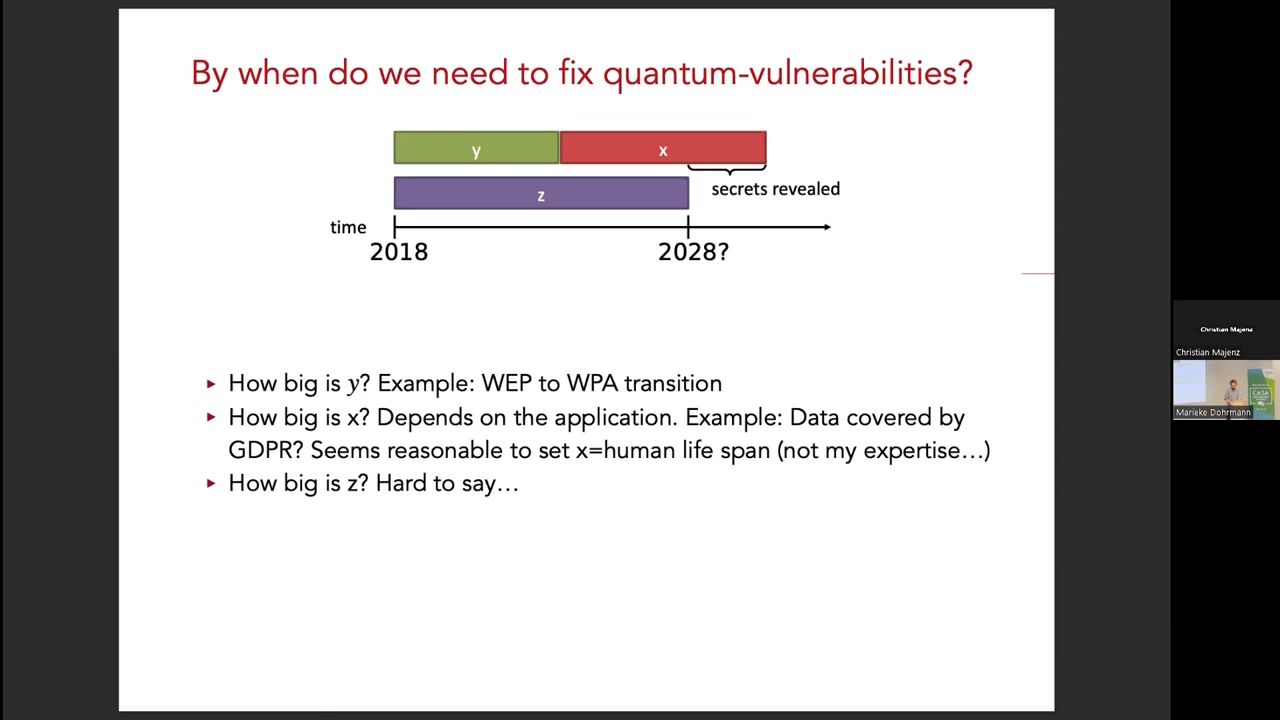 By when do we need to fix quantum-vulnerabilities?
y
x
secrets revealed
z
time
2018
2028?
▸ How big is y? Example: WEP to WPA transition
▸ How big is x? Depends on the application. Example: Data covered by
GDPR? Seems reasonable to set x=human life span (not my expertise…)
▸ How big is z? Hard to say…
Christian Majenz
Christian Majenz
CASA
Marieke Dohrmann